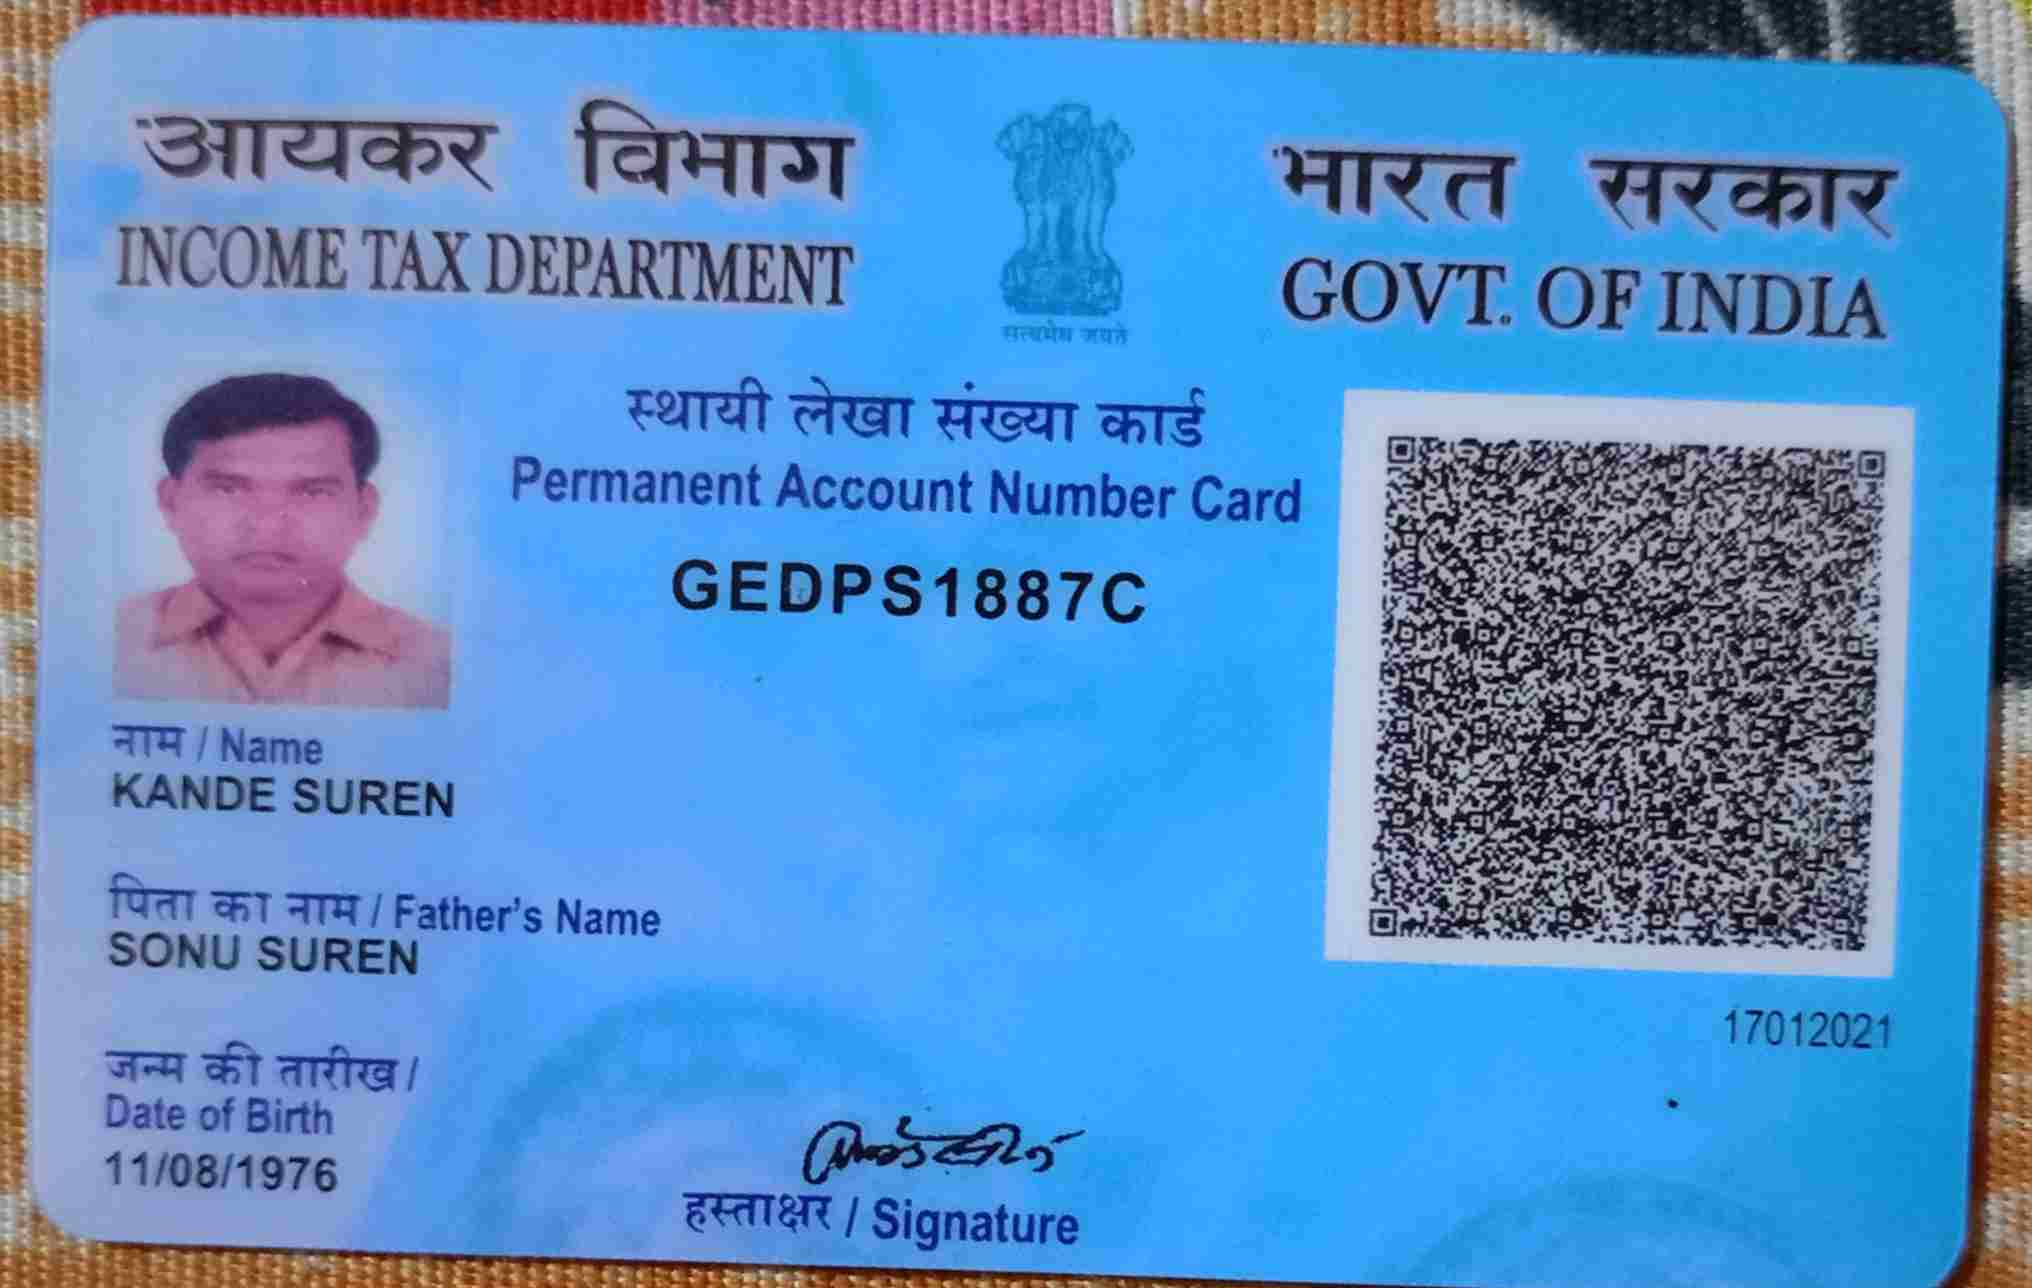 आयकर विभाग
INCOME TAX DEPARTMENT
सत्यमेव जयते
भारत सरकार
GOVT. OF INDIA
स्थायी लेखा संख्या कार्ड
Permanent Account Number Card
GEDPS1887C
नाम / Name
KANDE SUREN
पिता का नाम / Father's Name
SONU SUREN
जन्म की तारीख /
Date of Birth
11/08/1976
हस्ताक्षर / Signature
17012021